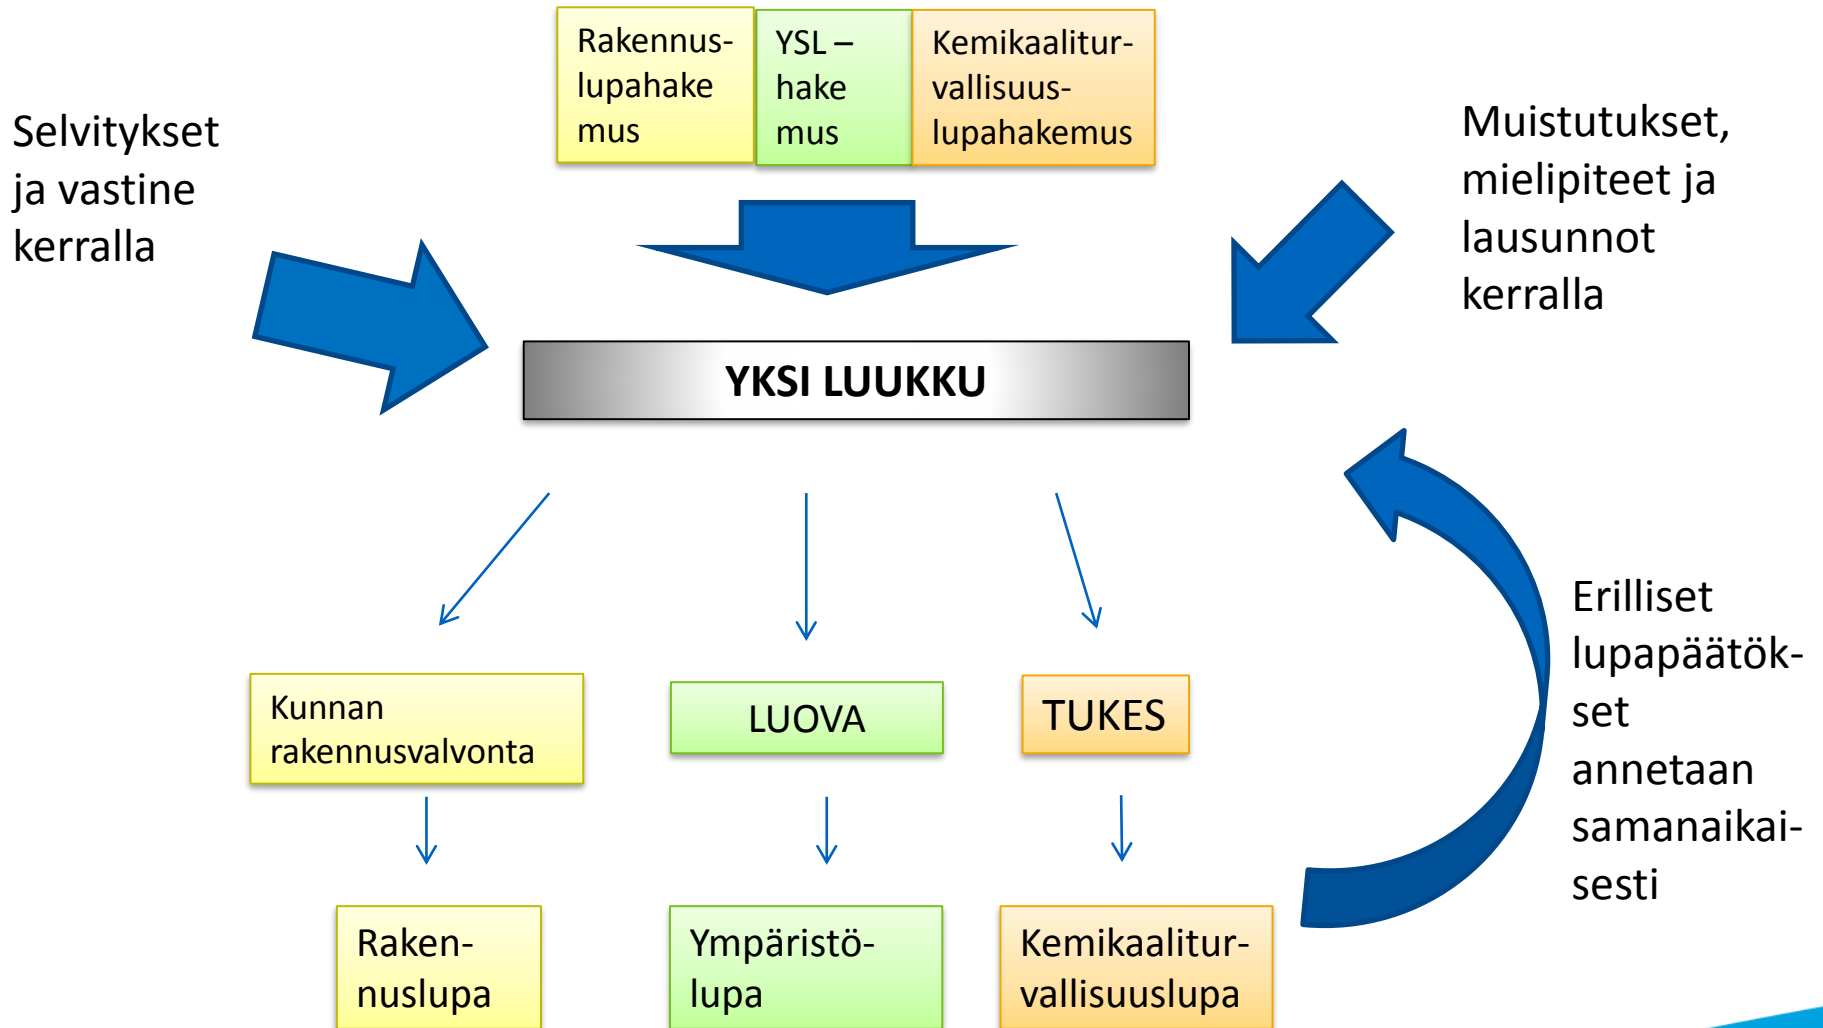 Rakennus-
lupahake
mus
YSL –
hake
mus
Kemikaalitur-
vallisuus-
lupahakemus
Selvitykset
ja vastine
kerralla
Muistutukset,
mielipiteet ja
lausunnot
kerralla
YKSI LUUKKU
Kunnan
rakennusvalvonta
LUOVA
TUKES
Erilliset
lupapäätök-
set
annetaan
samanaikai-
sesti
Raken-
nuslupa
Ympäristö-
lupa
Kemikaalitur-
vallisuuslupa